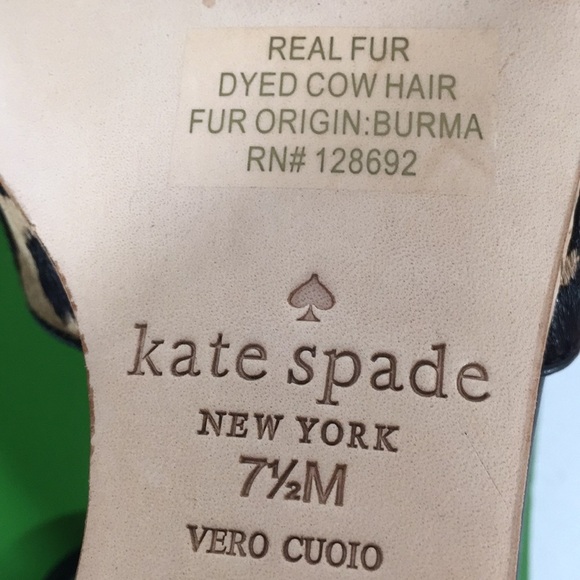 REAL FUR
DYED COW HAIR
FUR ORIGIN:BURMA
RN# 128692
kate spade
NEW YORK
7½M
VERO CUOIO